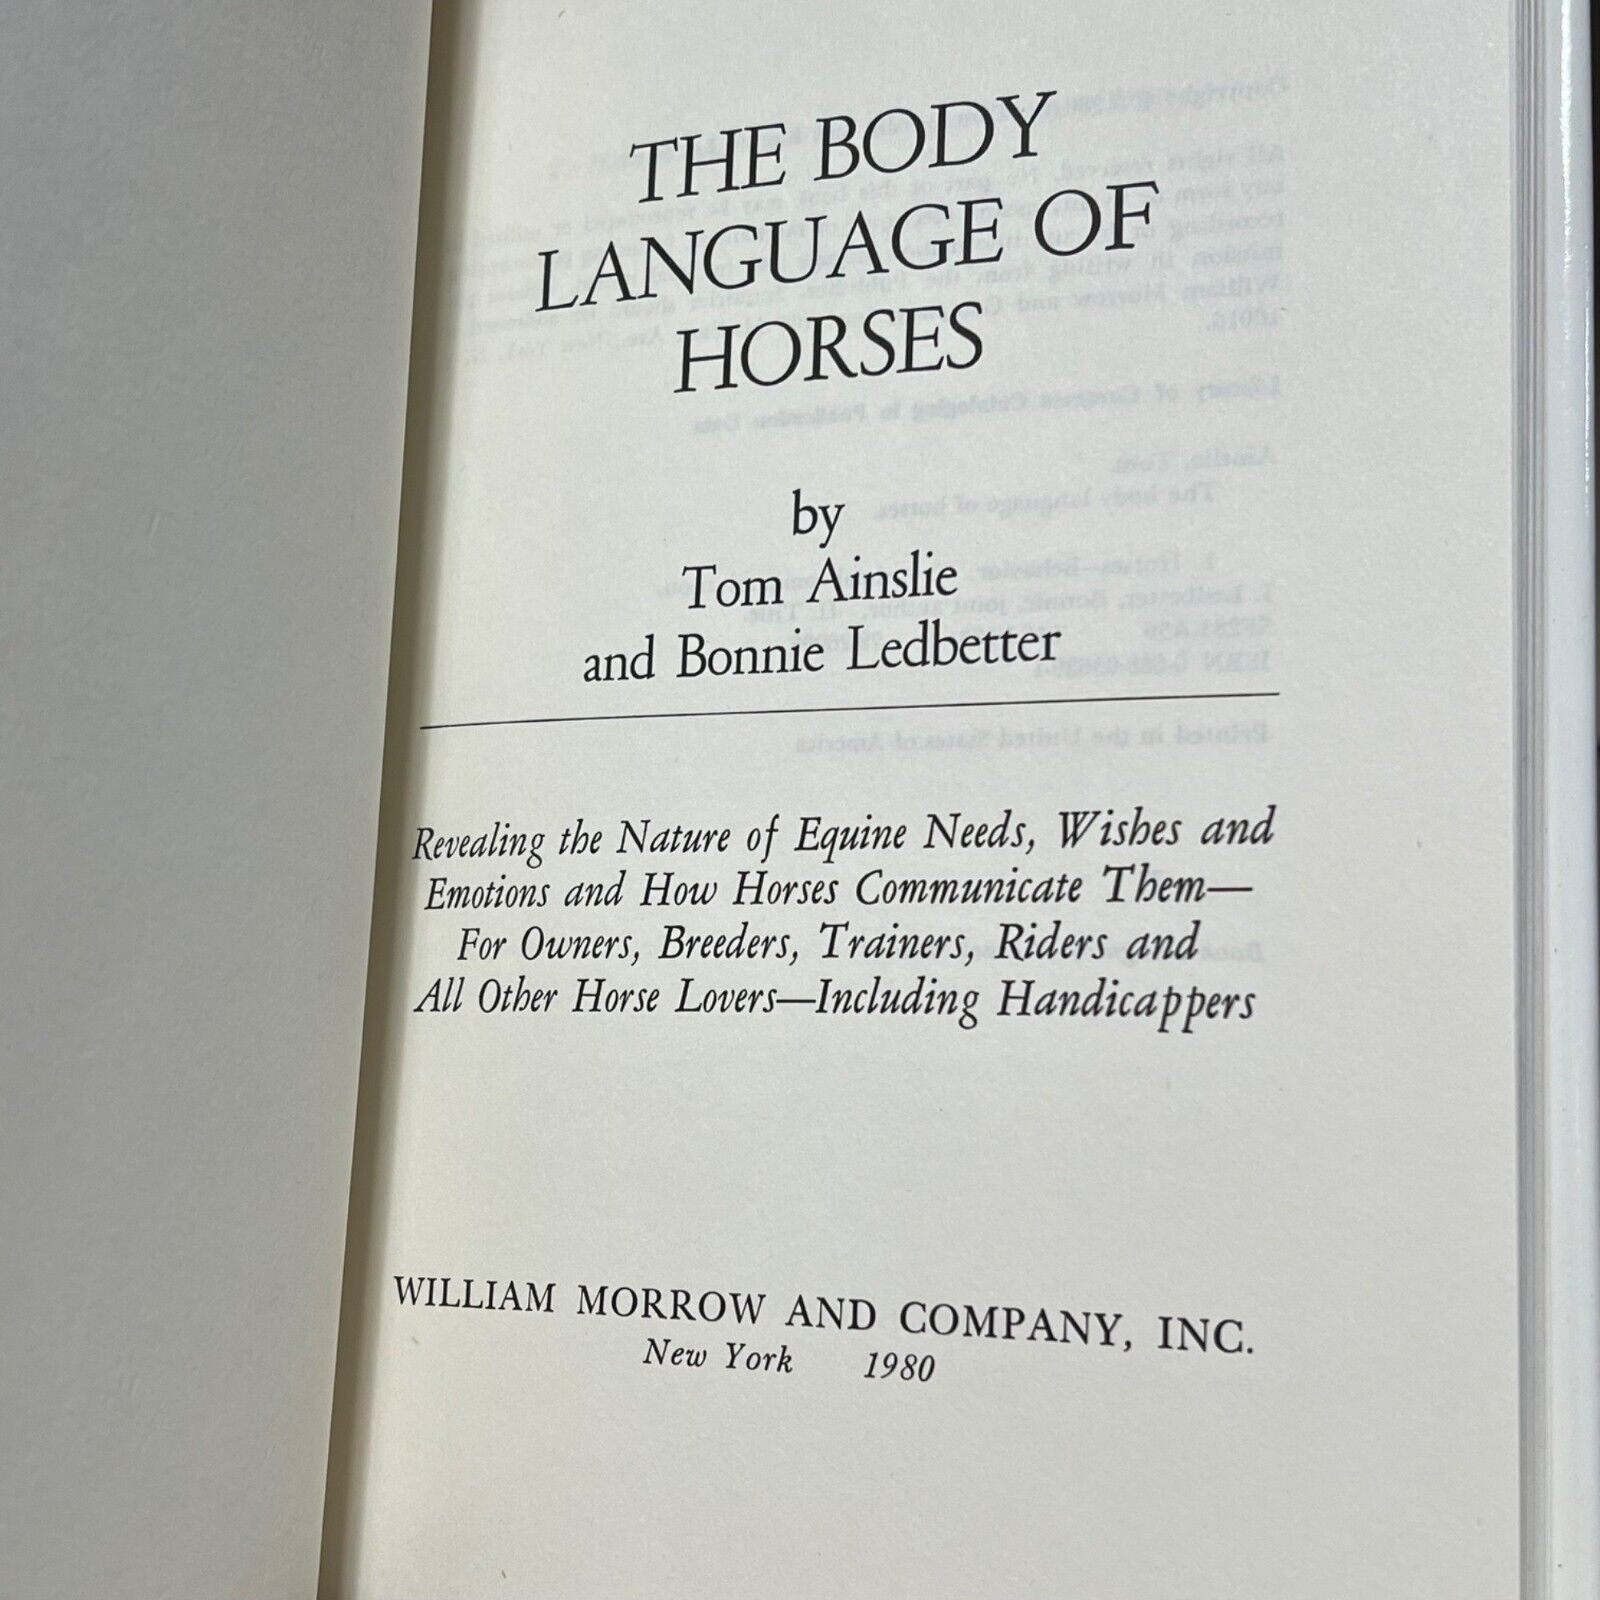 THE BODY
LANGUAGE OF
HORSES
by
Tom Ainslie
and Bonnie Ledbetter
Revealing the Nature of Equine Needs, Wishes and
Emotions and How Horses Communicate Them—
For Owners, Breeders, Trainers, Riders and
All Other Horse Lovers—Including Handicappers
WILLIAM MORROW AND COMPANY, INC.
New York 1980